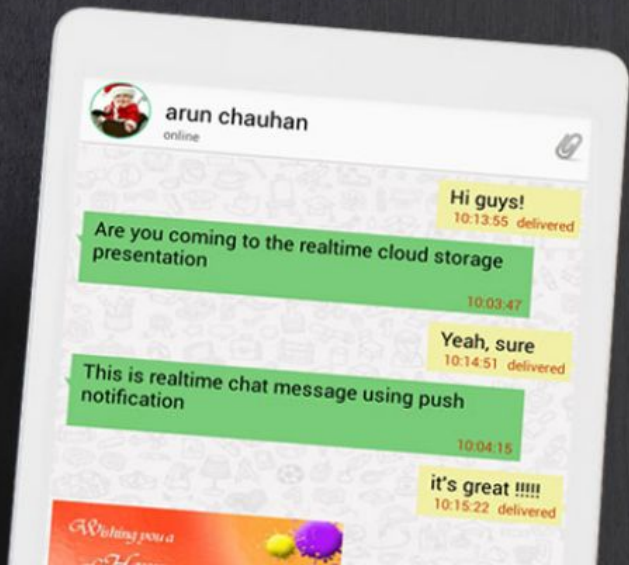 arun chauhan
online
Hi guys!
10:13:55 delivered
Are you coming to the realtime cloud storage
presentation
10:03:47
Yeah, sure
10:14:51 delivered
This is realtime chat message using push
notification
10:04:15
it's great !!!!!
10:15:22 delivered
Wishing you a